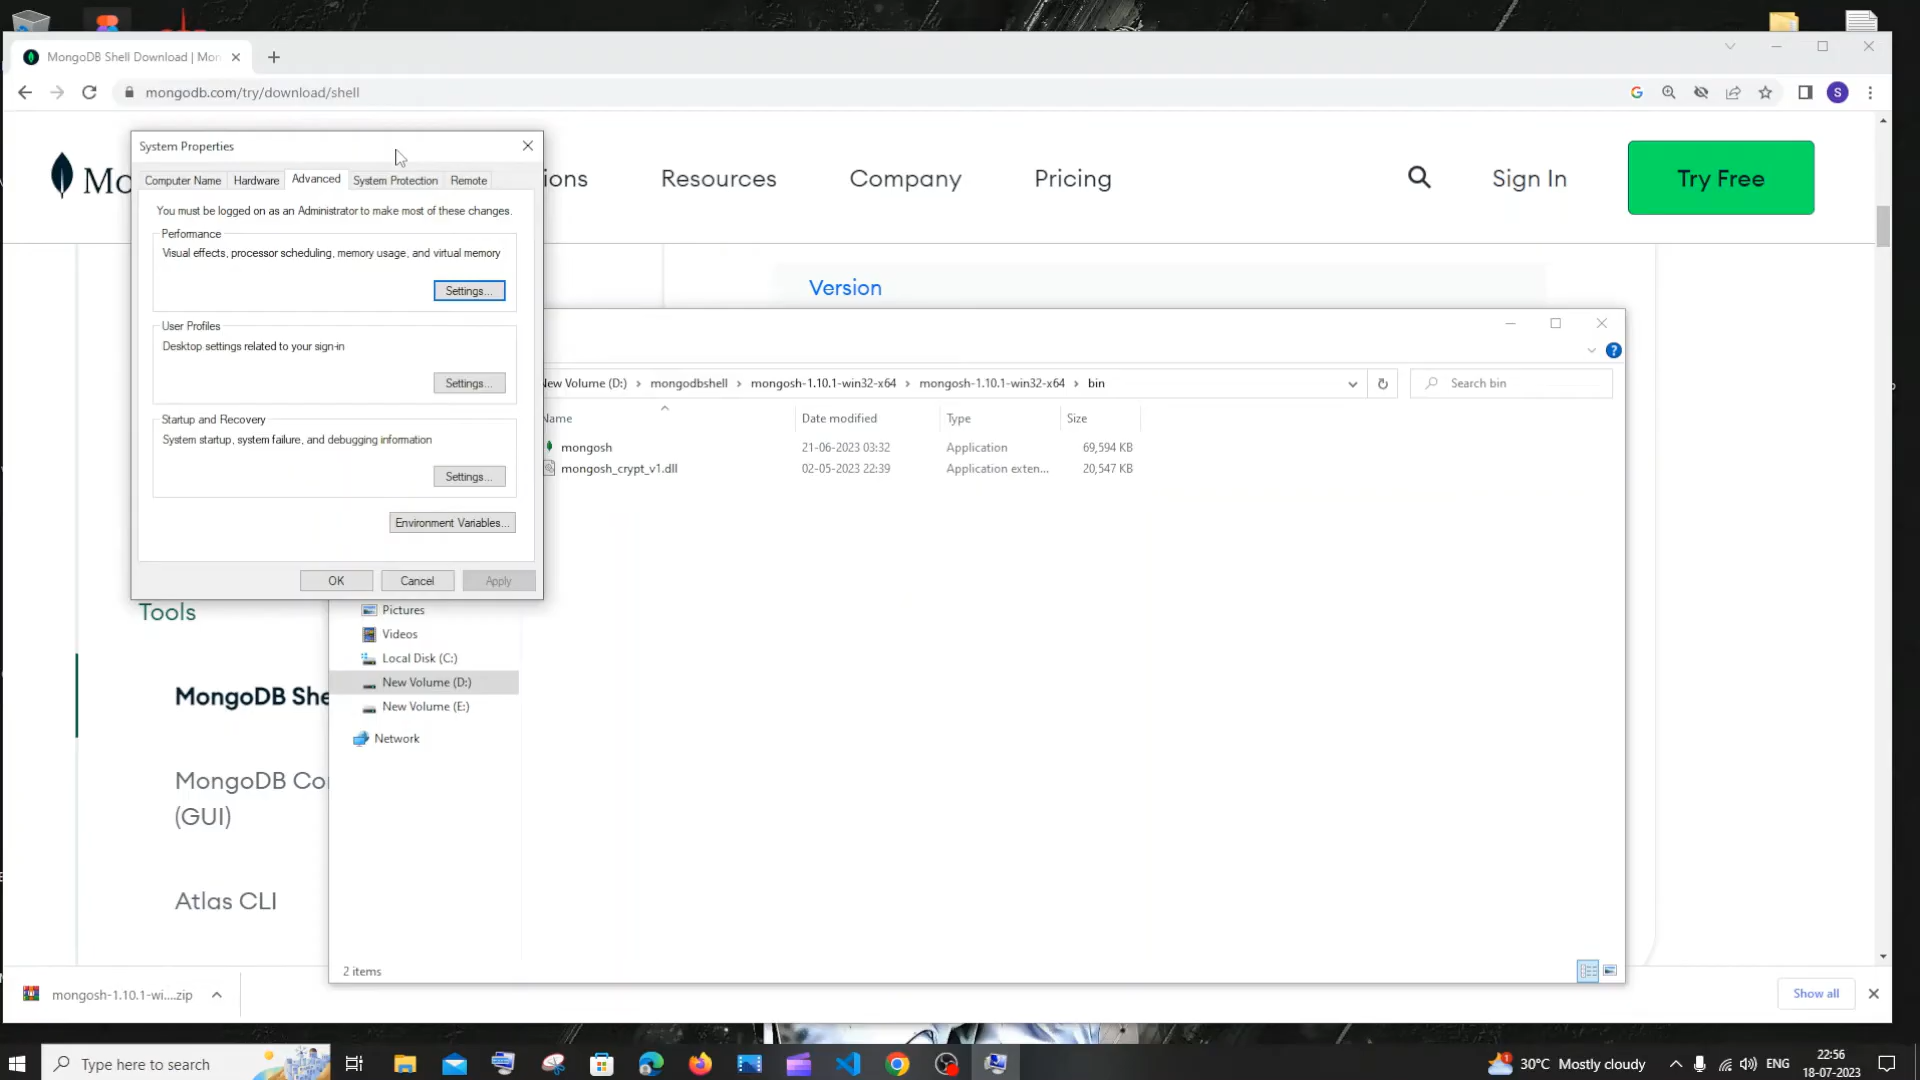 MongoDB Shell Download | Mon
mongodb.com/try/download/shell
S
System Properties
Computer Name
Hardware
Advanced
System Protection
Remote
You must be logged on as an Administrator to make most of these changes.
Performance
Visual effects, processor scheduling, memory usage, and virtual memory
Settings...
User Profiles
Desktop settings related to your sign-in
Settings...
Startup and Recovery
System startup, system failure, and debugging information
Settings...
Environment Variables...
OK
Cancel
Apply
Mo
ions
Resources
Company
Pricing
Sign In
Try Free
Version
New Volume (D:) › mongodbshell › mongosh-1.10.1-win32-x64 › mongosh-1.10.1-win32-x64 › bin
Search bin
Name
Date modified
Type
Size
mongosh
21-06-2023 03:32
Application
69,594 KB
mongosh_crypt_v1.dll
02-05-2023 22:39
Application exten...
20,547 KB
Pictures
Videos
Local Disk (C:)
New Volume (D:)
New Volume (E:)
Network
2 items
Tools
MongoDB She
MongoDB Co
(GUI)
Atlas CLI
mongosh-1.10.1-wi....zip
Show all
Type here to search
30°C Mostly cloudy
ENG
22:56
18-07-2023